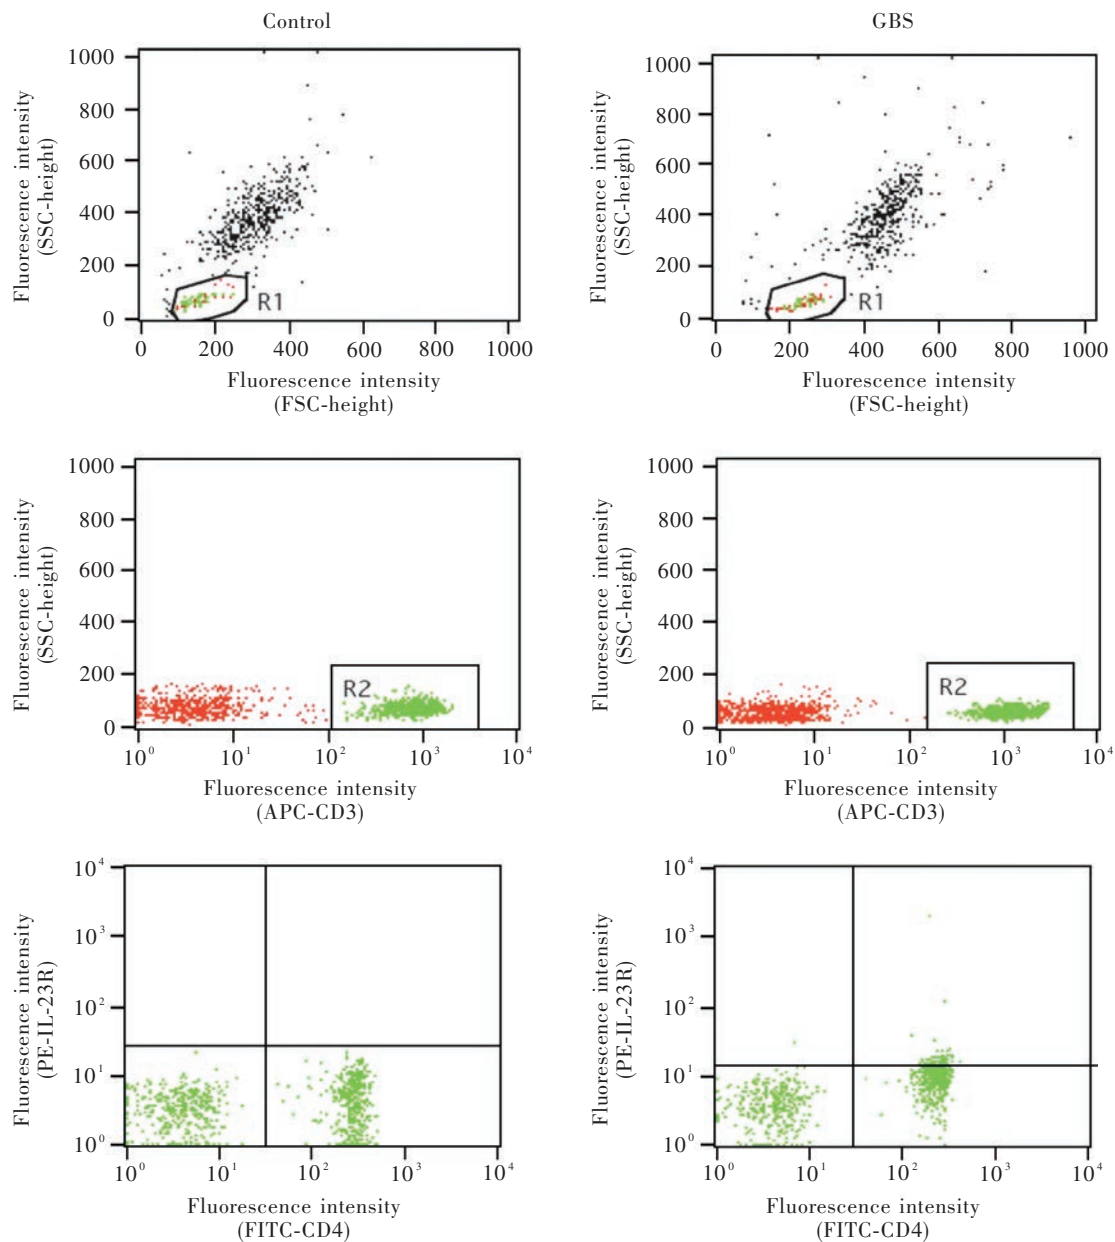 Control
GBS
Fluorescence intensity
(SSC-height)
1000
800
600
400
200
0
R1
0 200 400 600 800 1000
Fluorescence intensity
(FSC-height)
Fluorescence intensity
(SSC-height)
1000
800
600
400
200
0
R1
0 200 400 600 800 1000
Fluorescence intensity
(FSC-height)
Fluorescence intensity
(SSC-height)
1000
800
600
400
200
0
R2
10⁰ 10¹ 10² 10³ 10⁴
Fluorescence intensity
(APC-CD3)
Fluorescence intensity
(SSC-height)
1000
800
600
400
200
0
R2
10⁰ 10¹ 10² 10³ 10⁴
Fluorescence intensity
(APC-CD3)
Fluorescence intensity
(PE-IL-23R)
10⁴
10³
10²
10¹
10⁰
10⁰ 10¹ 10² 10³ 10⁴
Fluorescence intensity
(FITC-CD4)
Fluorescence intensity
(PE-IL-23R)
10⁴
10³
10²
10¹
10⁰
10⁰ 10¹ 10² 10³ 10⁴
Fluorescence intensity
(FITC-CD4)